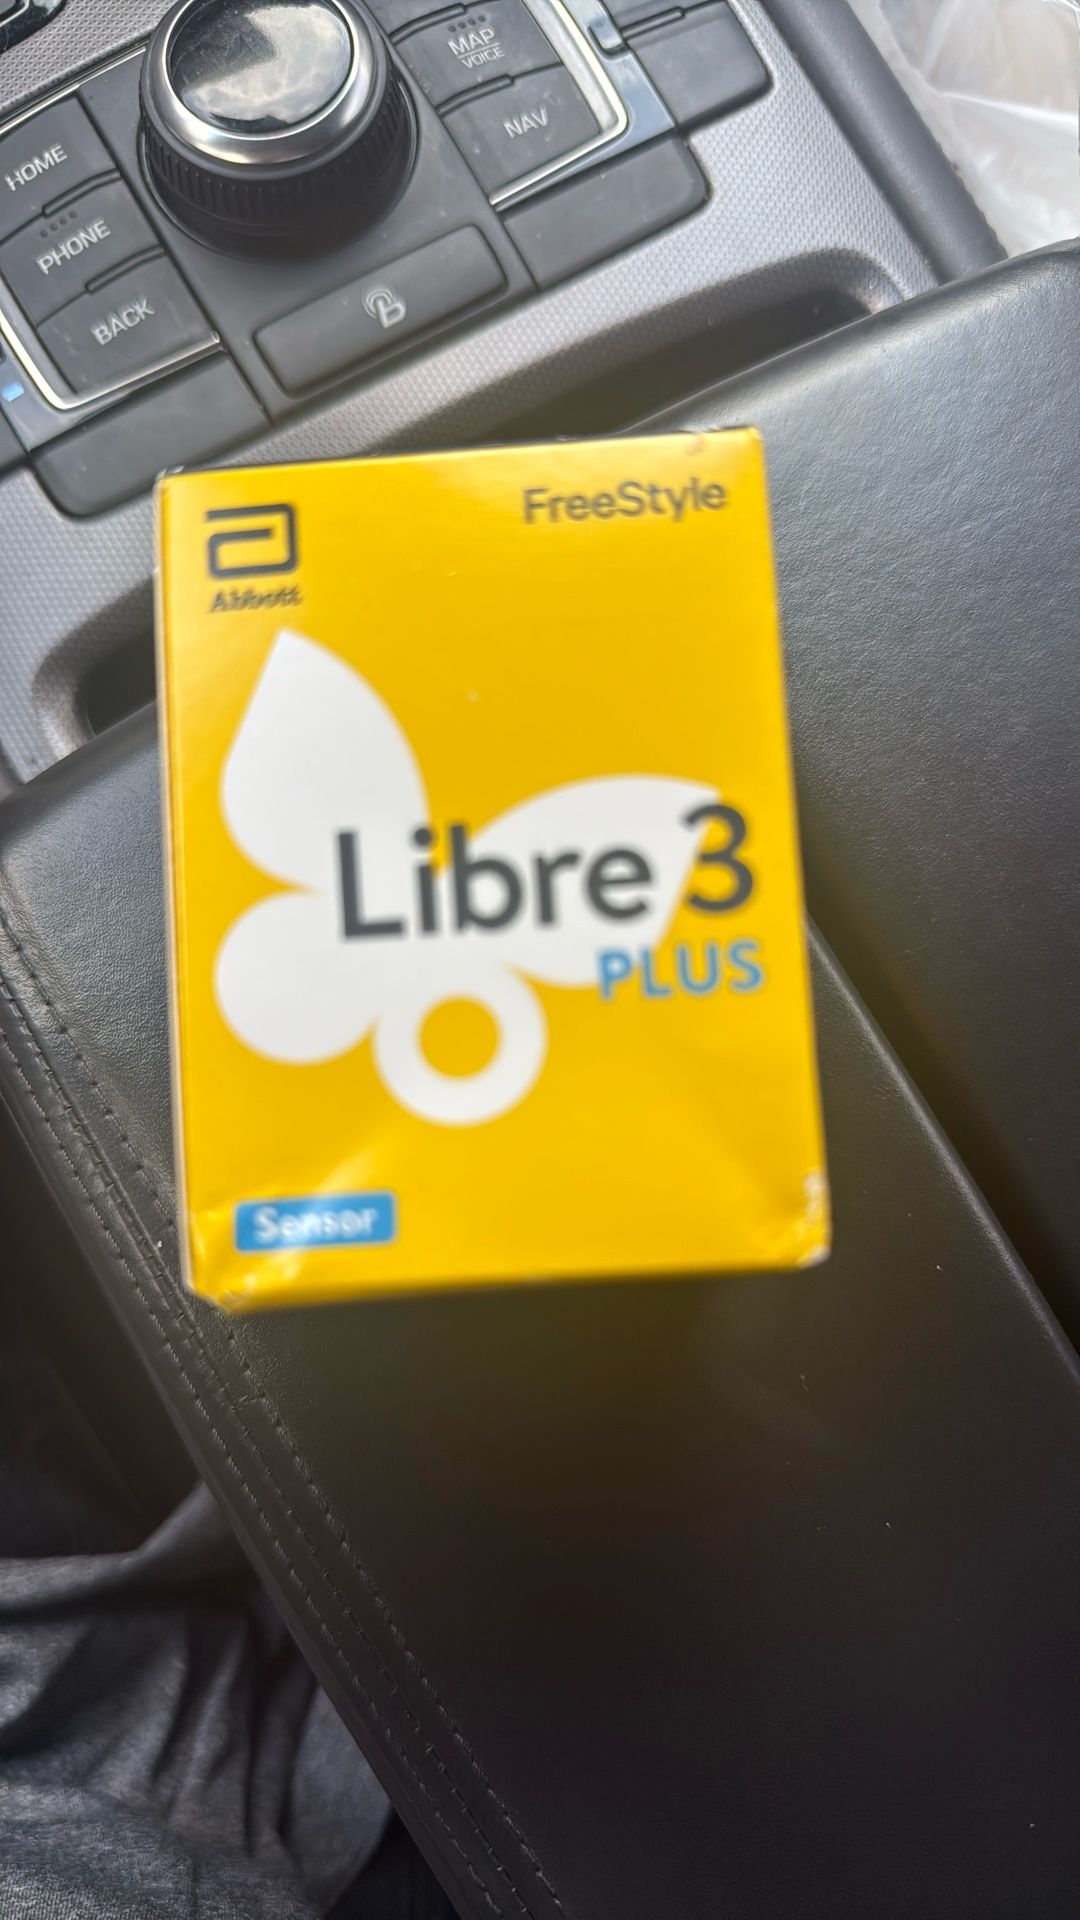 MAP
VOICE
NAV
HOME
PHONE
BACK
B
Abbott
FreeStyle
Libre 3
PLUS
Sensor